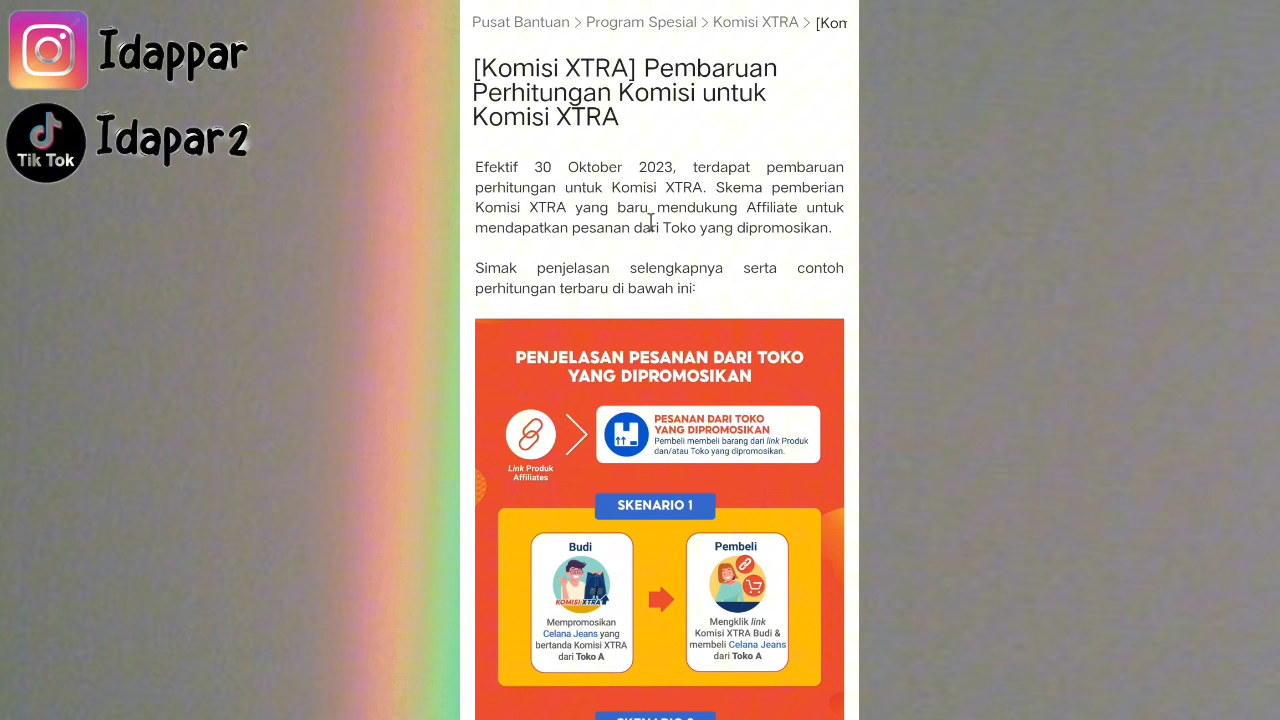 Idappar
Tik Tok
Idapar2
Pusat Bantuan > Program Spesial > Komisi XTRA > [Kom
[Komisi XTRA] Pembaruan
Perhitungan Komisi untuk
Komisi XTRA
Efektif 30 Oktober 2023, terdapat pembaruan
perhitungan untuk Komisi XTRA. Skema pemberian
Komisi XTRA yang baru mendukung Affiliate untuk
mendapatkan pesanan dari Toko yang dipromosikan.
Simak penjelasan selengkapnya serta contoh
perhitungan terbaru di bawah ini:
PENJELASAN PESANAN DARI TOKO
YANG DIPROMOSIKAN
Link Produk
Affiliates
PESANAN DARI TOKO
YANG DIPROMOSIKAN
Pembeli membeli barang dari link Produk
dan/atau Toko yang dipromosikan.
SKENARIO 1
Budi
KOMISI XTRA
Mempromosikan
Celana Jeans yang
bertanda Komisi XTRA
dari Toko A
Pembeli
Mengklik link
Komisi XTRA Budi &
membeli Celana Jeans
dari Toko A